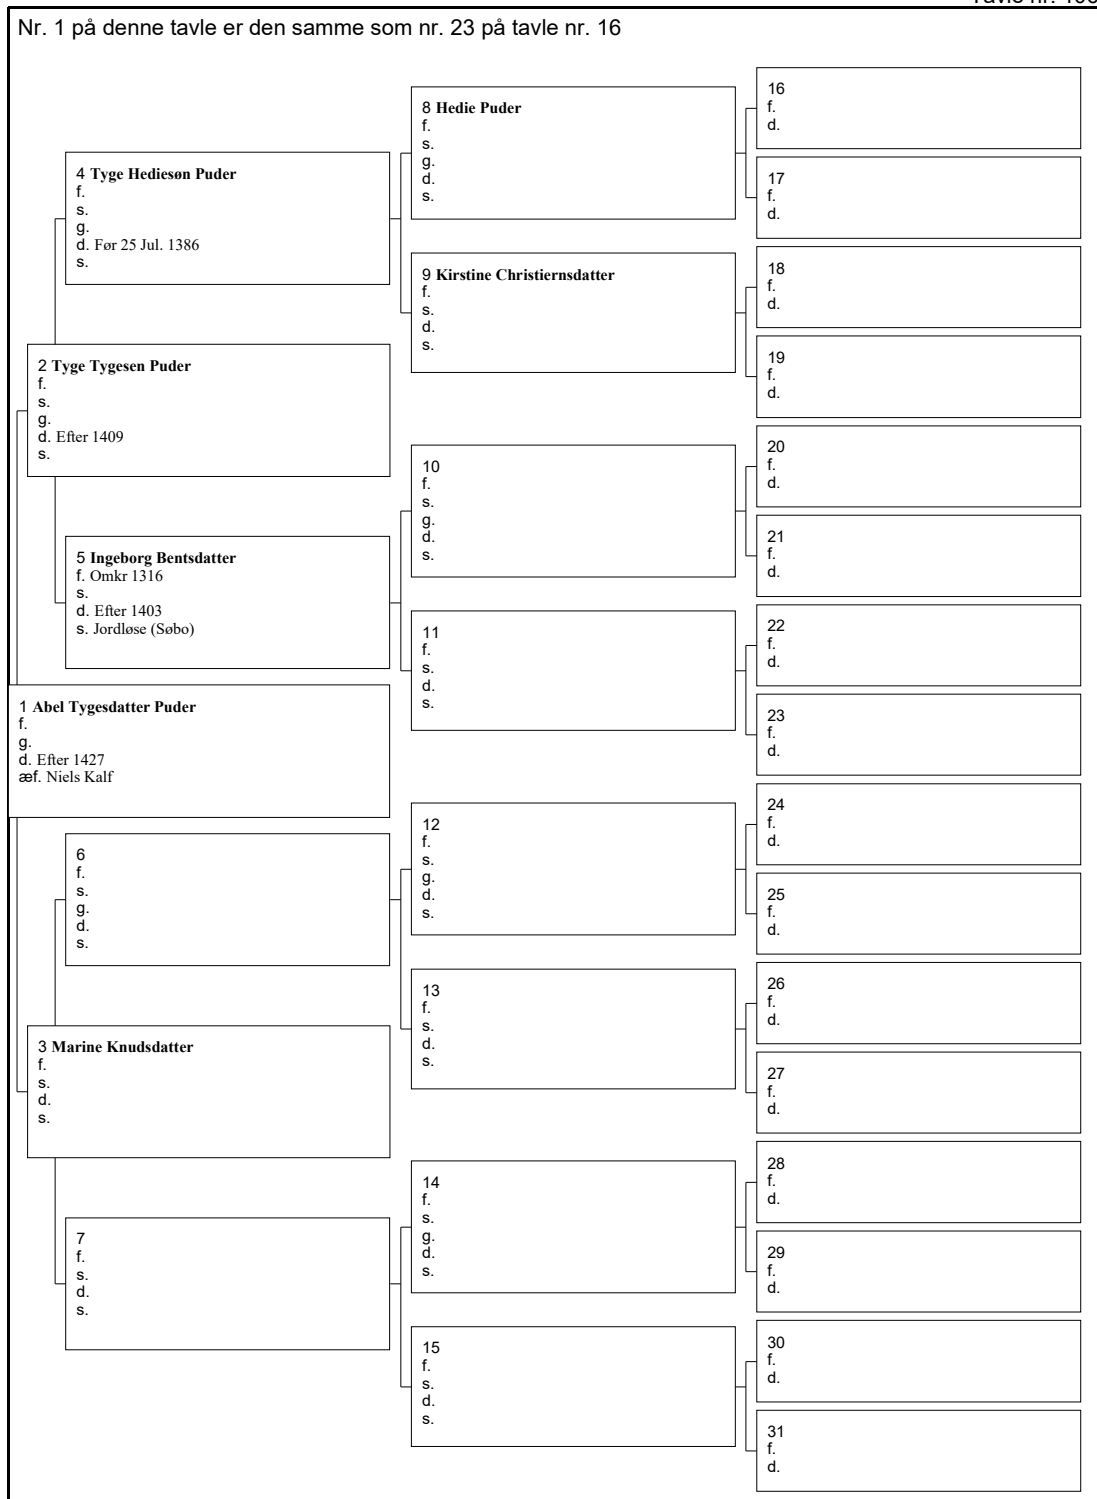 Nr. 1 på denne tavle er den samme som nr. 23 på tavle nr. 16
8 Hedie Puder
f.
s.
g.
d.
s.
16
f.
d.
17
f.
d.
4 Tyge Hediesøn Puder
f.
s.
g.
d. Før 25 Jul. 1386
s.
9 Kirstine Christiernsdatter
f.
s.
d.
s.
18
f.
d.
19
f.
d.
2 Tyge Tygesen Puder
f.
s.
g.
d. Efter 1409
s.
10
f.
s.
g.
d.
s.
20
f.
d.
21
f.
d.
5 Ingeborg Bentsdatter
f. Omkr 1316
s.
d. Efter 1403
s. Jordløse (Søbo)
11
f.
s.
d.
s.
22
f.
d.
23
f.
d.
1 Abel Tygesdatter Puder
f.
g.
d. Efter 1427
æf. Niels Kalf
12
f.
s.
g.
d.
s.
24
f.
d.
25
f.
d.
6
f.
s.
g.
d.
s.
13
f.
s.
d.
s.
26
f.
d.
27
f.
d.
3 Marine Knudsdatter
f.
s.
d.
s.
14
f.
s.
g.
d.
s.
28
f.
d.
29
f.
d.
7
f.
s.
d.
s.
15
f.
s.
d.
s.
30
f.
d.
31
f.
d.